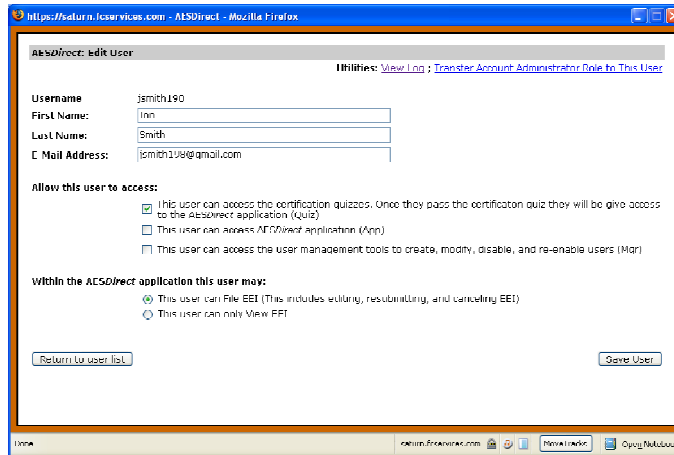 https://saturn.fcservices.com - AESDirect - Mozilla Firefox
AESDirect: Edit User
Utilities: View Log ; Transfer Account Administrator Role to This User
Username jsmith198
First Name:
Last Name: Smith
E-Mail Address: jsmith198@gmail.com
Allow this user to access:
This user can access the certification quizzes. Once they pass the certificaton quiz they will be give access
to the AESDirect application (Quiz)
This user can access AESDirect application (App)
This user can access the user management tools to create, modify, disable, and re-enable users (Mgr)
Within the AESDirect application this user may:
This user can File EEI (This includes editing, resubmitting, and canceling EEI)
This user can only View EEI
Return to user list Save User
Done saturn.fcservices.com MoveTracks Open Notebook